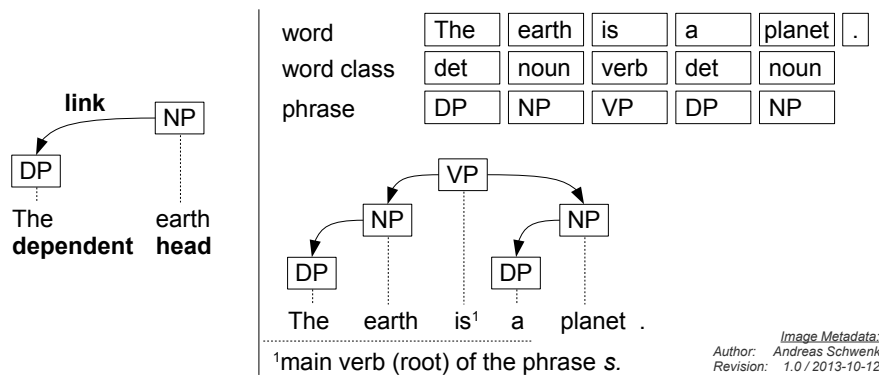 link
NP
DP
The earth
dependent head
word The earth is a planet .
word class det noun verb det noun
phrase DP NP VP DP NP
VP
NP NP
DP DP
The earth is¹ a planet .
¹main verb (root) of the phrase s.
Image Metadata:
Author: Andreas Schwenk
Revision: 1.0 / 2013-10-12